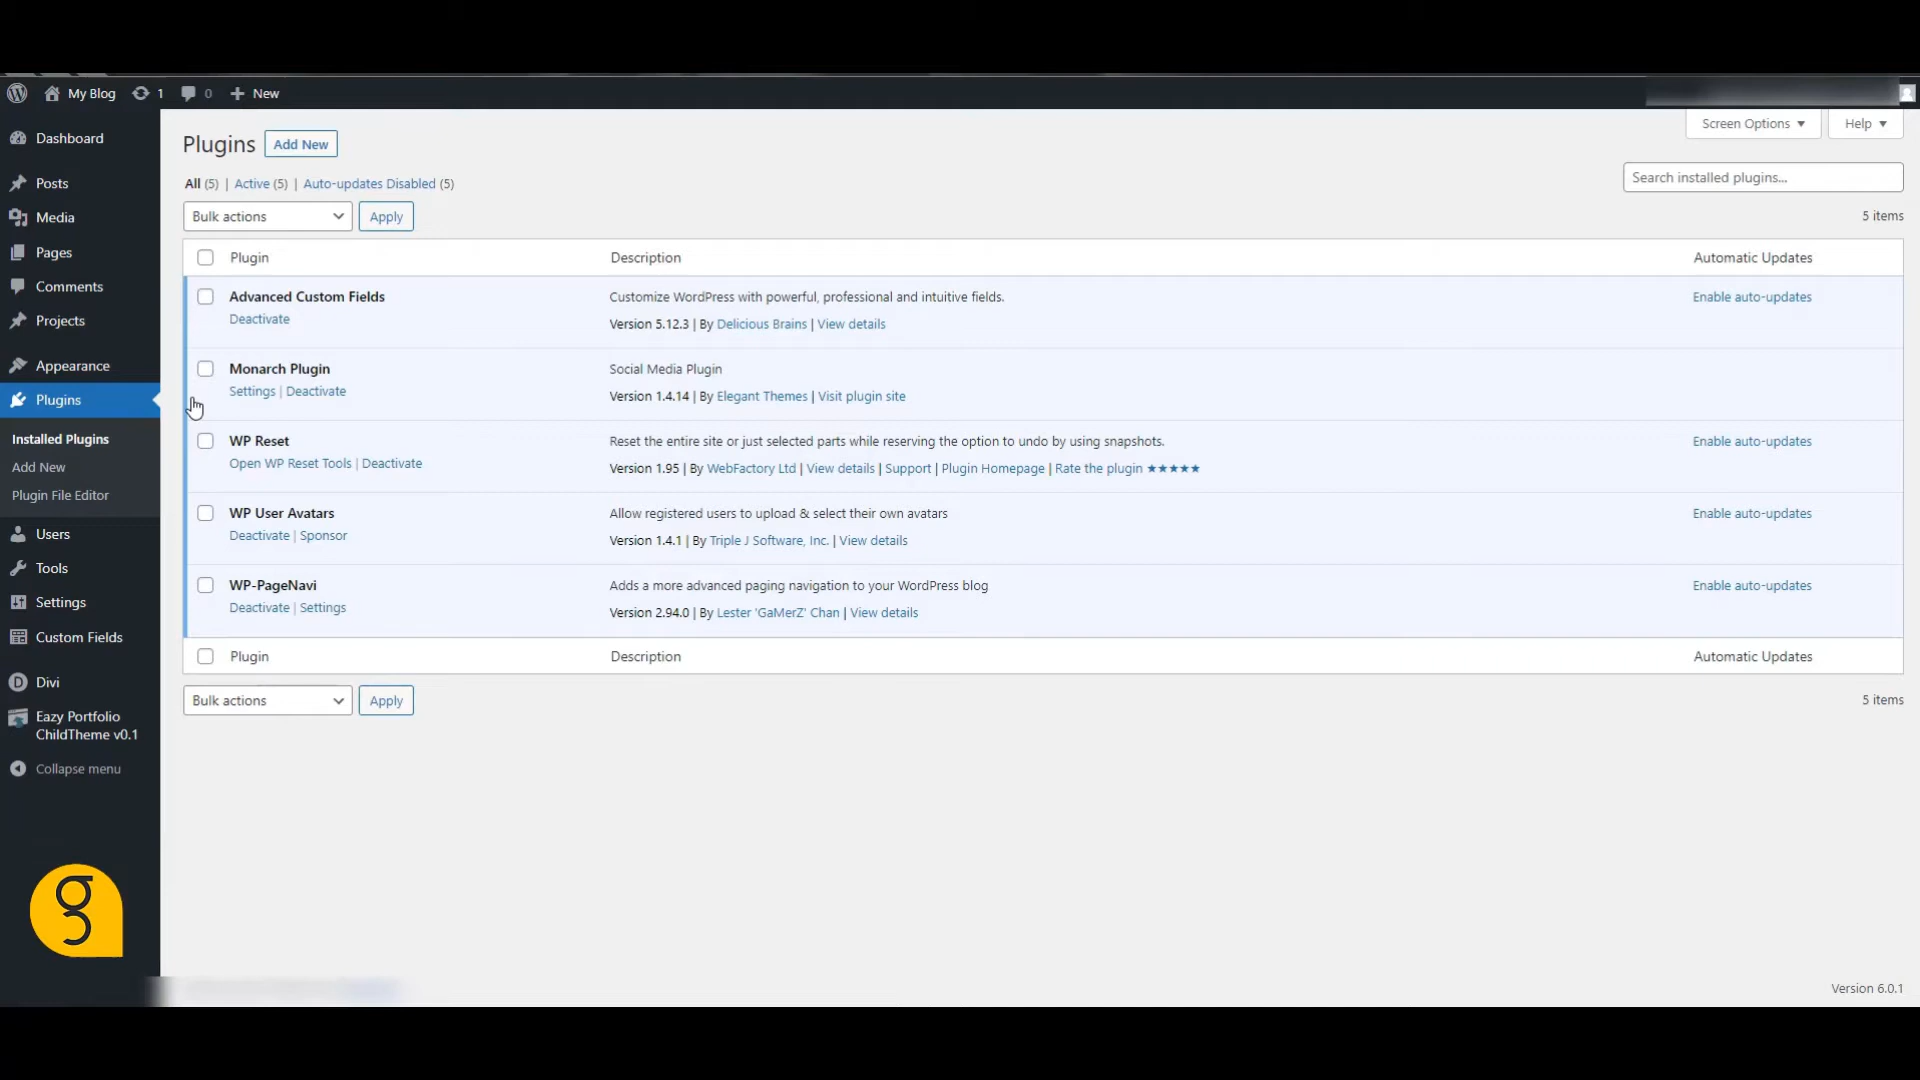 My Blog 1 0 New
Screen Options Help
Dashboard
Posts
Media
Pages
Comments
Projects
Appearance
Plugins
Installed Plugins
Add New
Plugin File Editor
Users
Tools
Settings
Custom Fields
Divi
Eazy Portfolio
ChildTheme v0.1
Collapse menu
Plugins Add New
All (5) | Active (5) | Auto-updates Disabled (5)
Search installed plugins...
Bulk actions Apply
5 items
Plugin Description Automatic Updates
Advanced Custom Fields Customize WordPress with powerful, professional and intuitive fields. Enable auto-updates
Deactivate Version 5.12.3 | By Delicious Brains | View details
Monarch Plugin Social Media Plugin
Settings | Deactivate Version 1.4.14 | By Elegant Themes | Visit plugin site
WP Reset Reset the entire site or just selected parts while reserving the option to undo by using snapshots. Enable auto-updates
Open WP Reset Tools | Deactivate Version 1.95 | By WebFactory Ltd | View details | Support | Plugin Homepage | Rate the plugin ★★★★★
WP User Avatars Allow registered users to upload & select their own avatars Enable auto-updates
Deactivate | Sponsor Version 1.4.1 | By Triple J Software, Inc. | View details
WP-PageNavi Adds a more advanced paging navigation to your WordPress blog Enable auto-updates
Deactivate | Settings Version 2.94.0 | By Lester 'GaMerZ' Chan | View details
Plugin Description Automatic Updates
Bulk actions Apply
5 items
Version 6.0.1